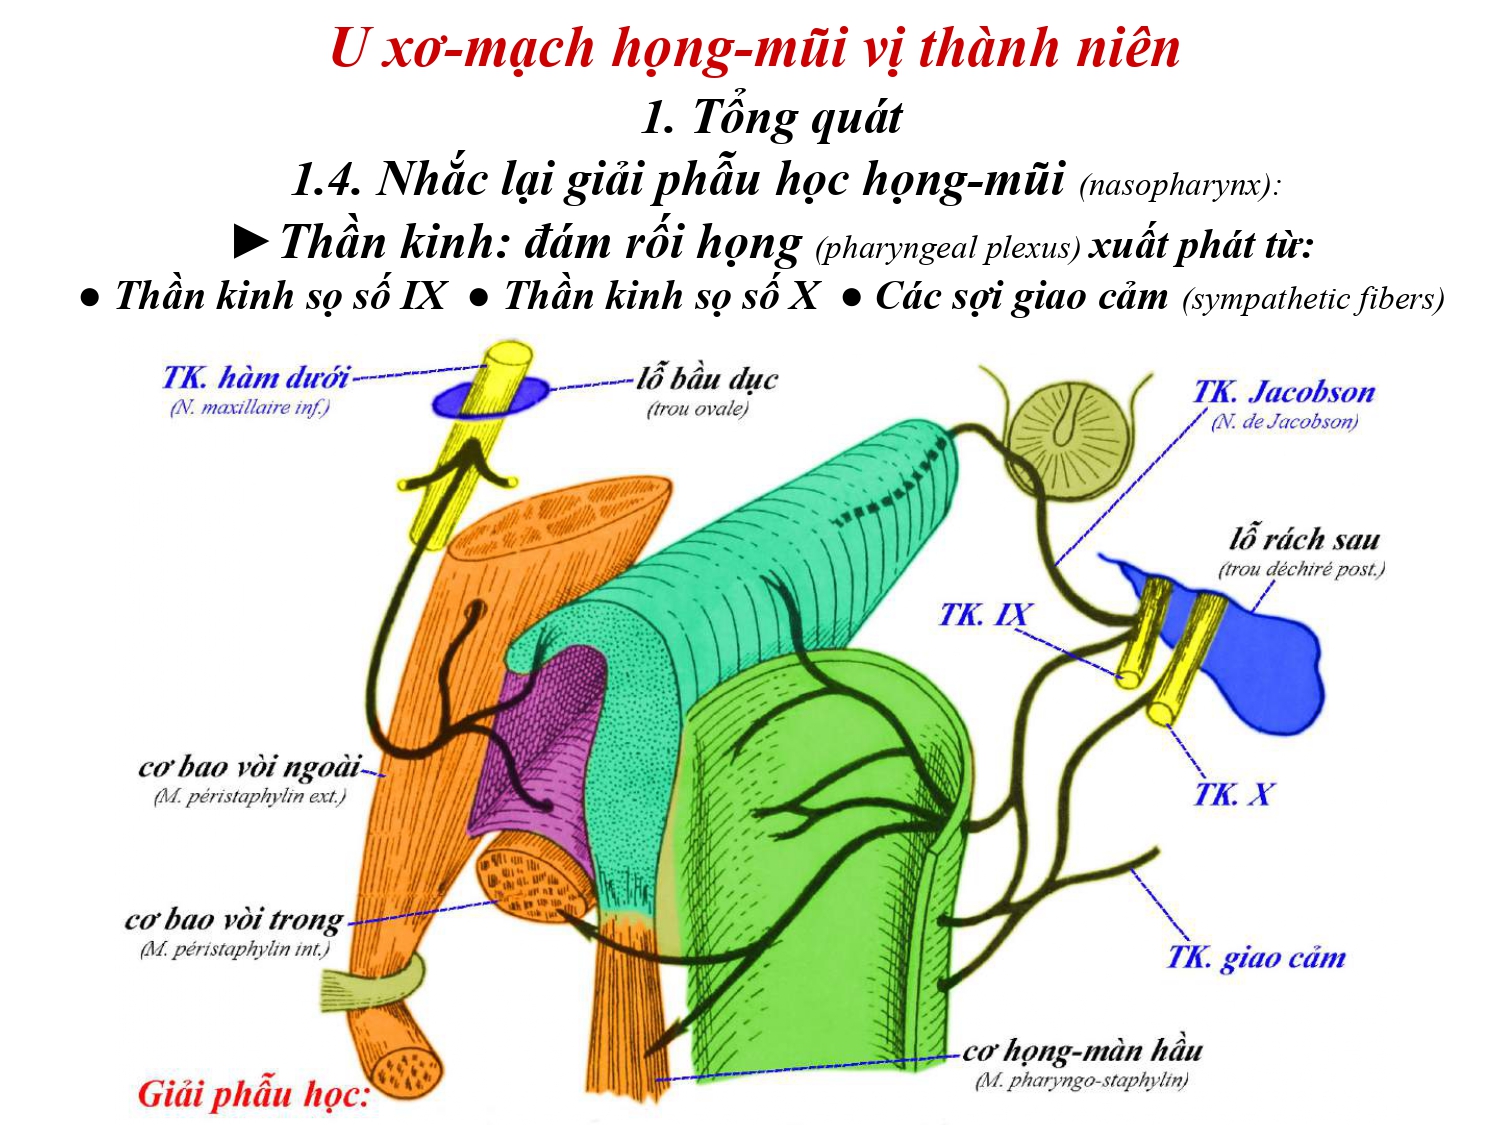 U xơ-mạch họng-mũi vị thành niên
1. Tổng quát
1.4. Nhắc lại giải phẫu học họng-mũi (nasopharynx):
►Thần kinh: đám rối họng (pharyngeal plexus) xuất phát từ:
● Thần kinh sọ số IX ● Thần kinh sọ số X ● Các sợi giao cảm (sympathetic fibers)
TK. hàm dưới
(N. maxillaire inf.)
lỗ bầu dục
(trou ovale)
TK. Jacobson
(N. de Jacobson)
lỗ rách sau
(trou déchiré post.)
TK. IX
cơ bao vòi ngoài
(M. péristaphylin ext.)
TK. X
cơ bao vòi trong
(M. péristaphylin int.)
TK. giao cảm
cơ họng-màn hầu
(M. pharyngo-staphylin)
Giải phẫu học: